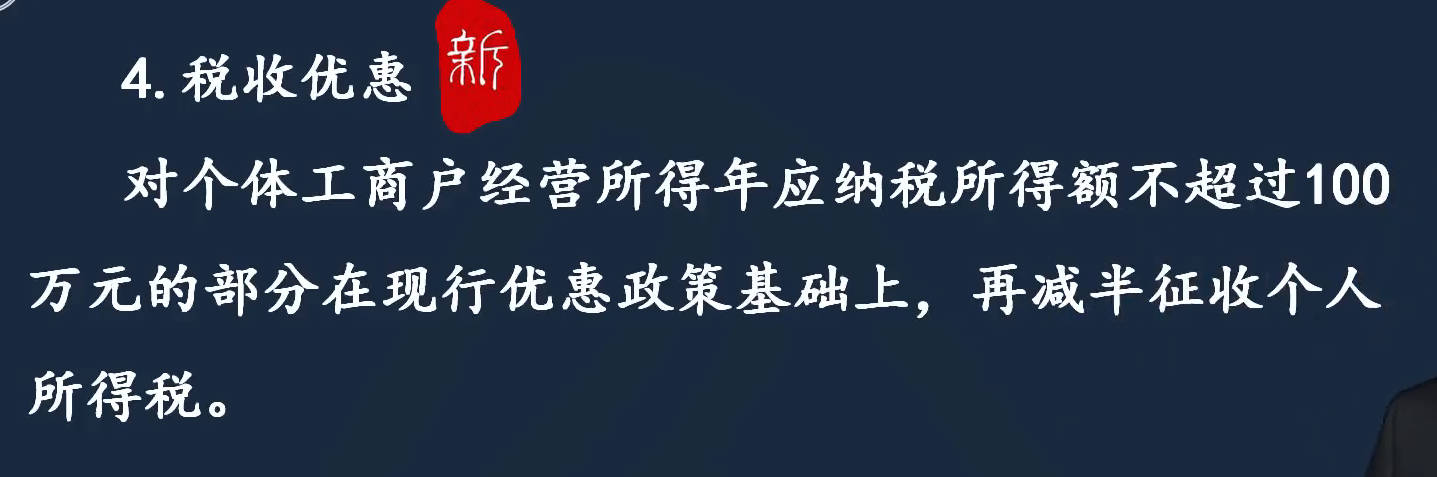 4.税收优惠 新
对个体工商户经营所得年应纳税所得额不超过100
万元的部分在现行优惠政策基础上，再减半征收个人
所得税。